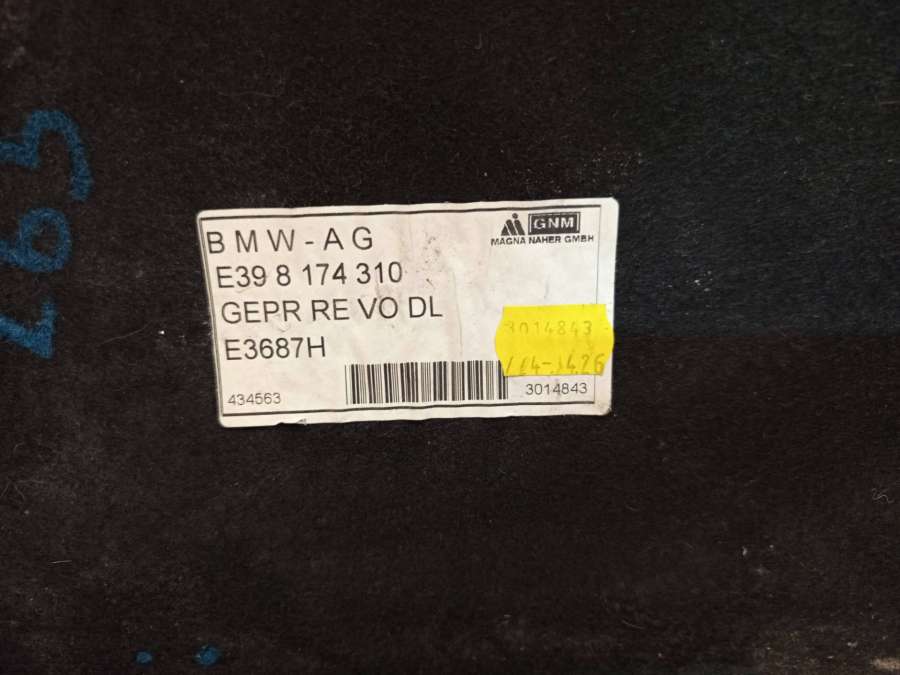 BMW-AG
GNM
MAGNA NAHER GMBH
E39 8 174 310
GEPR RE VO DL
E3687H
3014843
434563
3014843